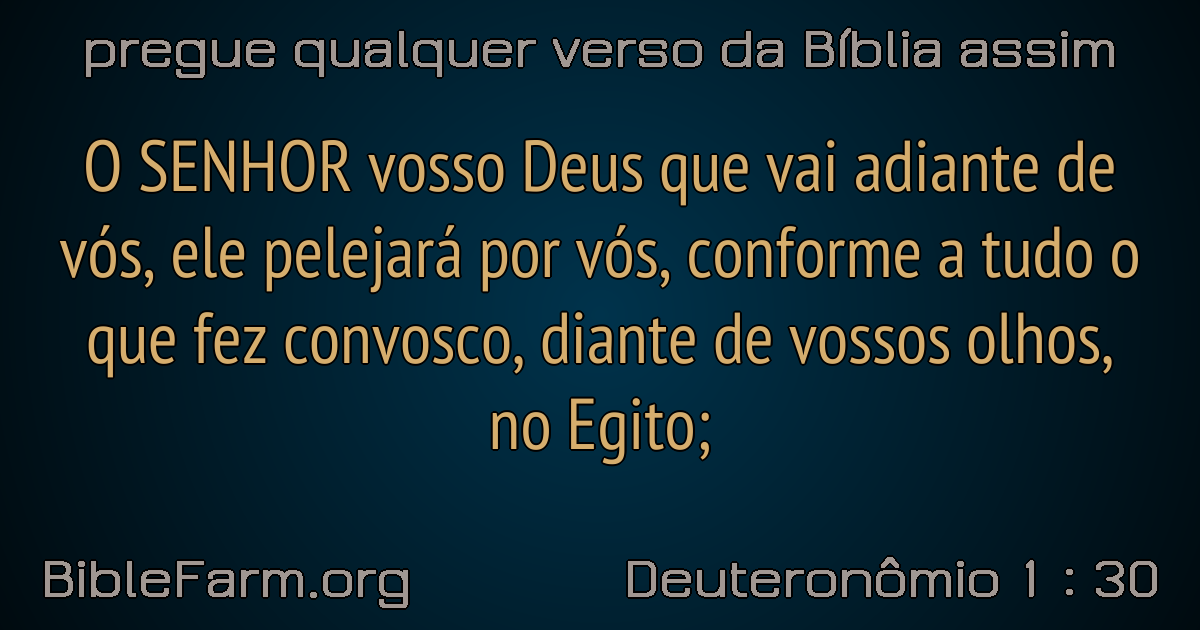 pregue qualquer verso da Bíblia assim
O SENHOR vosso Deus que vai adiante de
vós, ele pelejará por vós, conforme a tudo o
que fez convosco, diante de vossos olhos,
no Egito;
BibleFarm.org
Deuteronômio 1 : 30